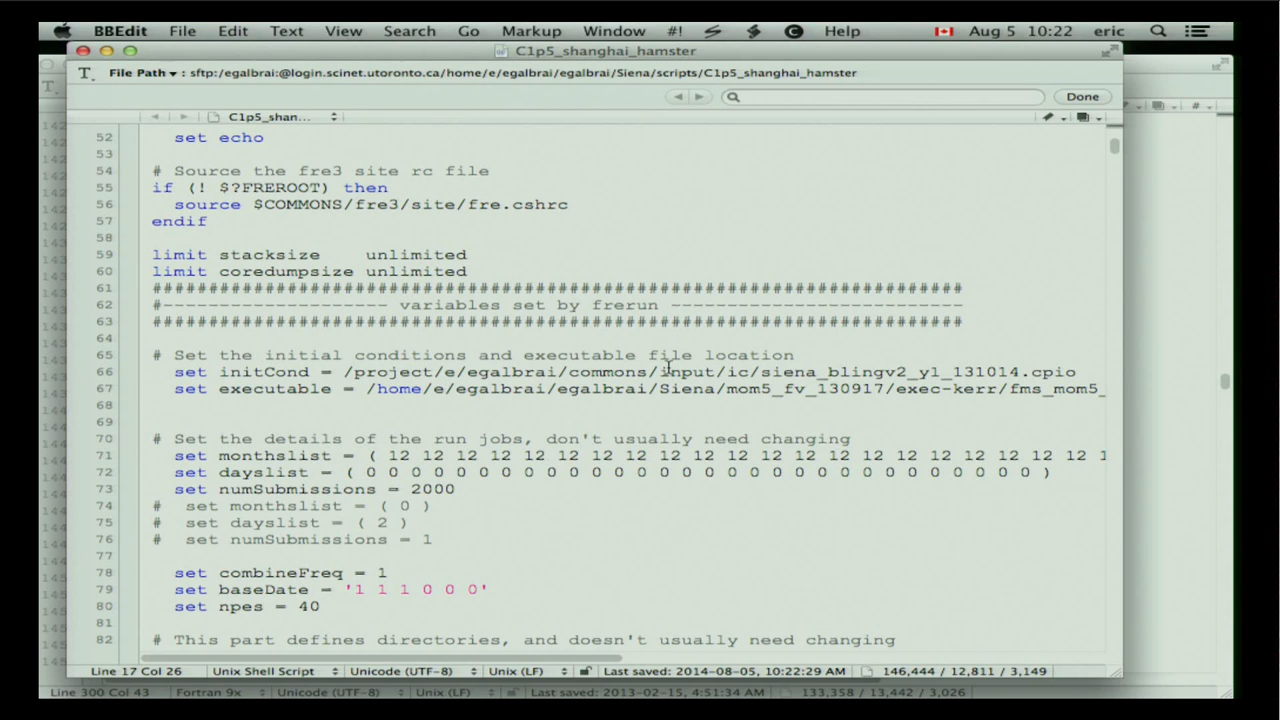 BBEdit File Edit Text View Search Go Markup Window #! Help Aug 5 10:22 eric
C1p5_shanghai_hamster
File Path : sftp:/egalbrai:@login.scinet.utoronto.ca/home/e/egalbrai/egalbrai/Siena/scripts/C1p5_shanghai_hamster
Done
C1p5_shan...
52 set echo
53
54 # Source the fre3 site rc file
55 if (! $?FREROOT) then
56 source $COMMONS/fre3/site/fre.cshrc
57 endif
58
59 limit stacksize unlimited
60 limit coredumpsize unlimited
61 ########################################################################
62 #-------------------- variables set by frerun --------------------------
63 ########################################################################
64
65 # Set the initial conditions and executable file location
66 set initCond = /project/e/egalbrai/commons/input/ic/siena_blingv2_y1_131014.cpio
67 set executable = /home/e/egalbrai/egalbrai/Siena/mom5_fv_130917/exec-kerr/fms_mom5_
68
69
70 # Set the details of the run jobs, don't usually need changing
71 set monthslist = ( 12 12 12 12 12 12 12 12 12 12 12 12 12 12 12 12 12 12 12 12 12 1
72 set dayslist = ( 0 0 0 0 0 0 0 0 0 0 0 0 0 0 0 0 0 0 0 0 0 0 0 0 0 0 0 0 0 0 )
73 set numSubmissions = 2000
74 # set monthslist = ( 0 )
75 # set dayslist = ( 2 )
76 # set numSubmissions = 1
77
78 set combineFreq = 1
79 set baseDate = '1 1 1 0 0 0'
80 set npes = 40
81
82 # This part defines directories, and doesn't usually need changing
Line 17 Col 26 Unix Shell Script Unicode (UTF-8) Unix (LF) Last saved: 2014-08-05, 10:22:29 AM 146,444 / 12,811 / 3,149
Line 300 Col 43 Fortran 9x Unicode (UTF-8) Unix (LF) Last saved: 2013-02-15, 4:51:34 AM 133,358 / 13,442 / 3,026